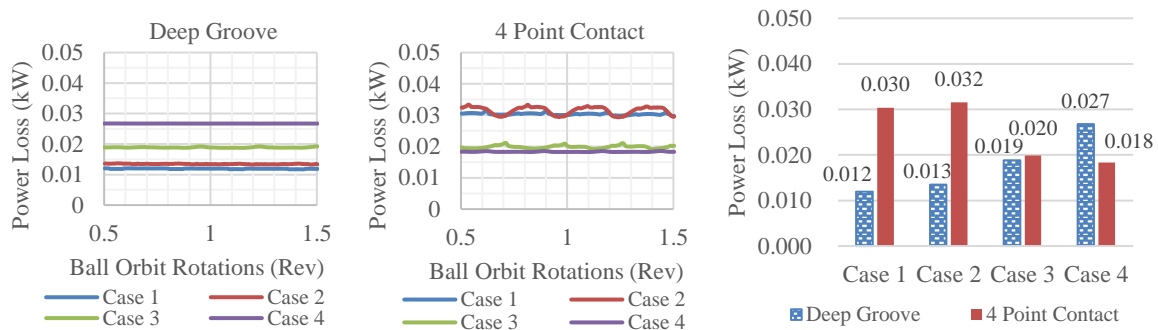 Deep Groove
Power Loss (kW)
0.05
0.04
0.03
0.02
0.01
0
0.5
1
1.5
Ball Orbit Rotations (Rev)
Case 1
Case 2
Case 3
Case 4
4 Point Contact
Power Loss (kW)
0.05
0.04
0.03
0.02
0.01
0
0.5
1
1.5
Ball Orbit Rotations (Rev)
Case 1
Case 2
Case 3
Case 4
Power Loss (kW)
0.050
0.040
0.030
0.020
0.010
0.000
0.012
0.030
0.013
0.032
0.019
0.020
0.027
0.018
Case 1
Case 2
Case 3
Case 4
Deep Groove
4 Point Contact